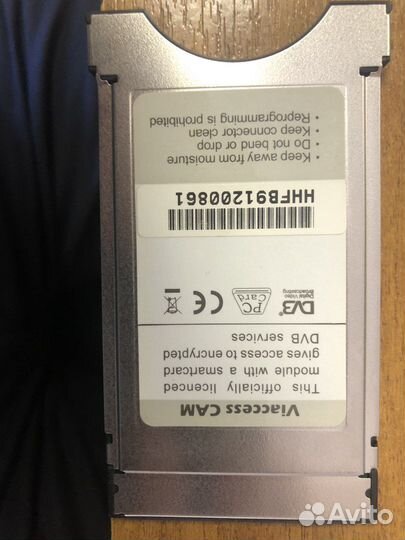 Viaccess CAM
This officially licenced
module with a smartcard
gives access to encrypted
DVB services
DVB
Digital Video
Broadcasting
PC
Card
CE
HHFB91200861
• Keep away from moisture
• Do not bend or drop
• Keep connector clean
• Reprogramming is prohibited
Avito